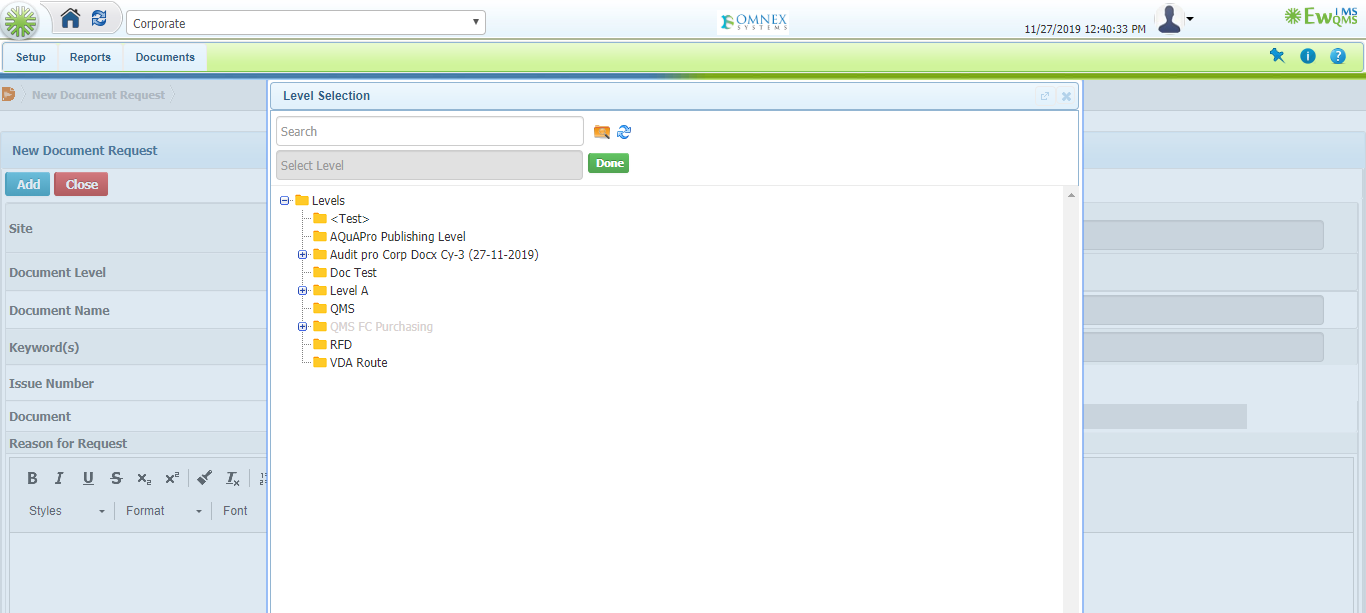 Corporate
OMNEX
SYSTEMS
11/27/2019 12:40:33 PM
EwQIMS
Setup Reports Documents
New Document Request
Level Selection
Search
New Document Request
Select Level Done
Add Close
Levels
<Test>
Site
AQuAPro Publishing Level
Audit pro Corp Docx Cy-3 (27-11-2019)
Document Level
Doc Test
Level A
Document Name
QMS
QMS FC Purchasing
Keyword(s)
RFD
VDA Route
Issue Number
Document
Reason for Request
B I U S x₂ x² Ix
Styles Format Font